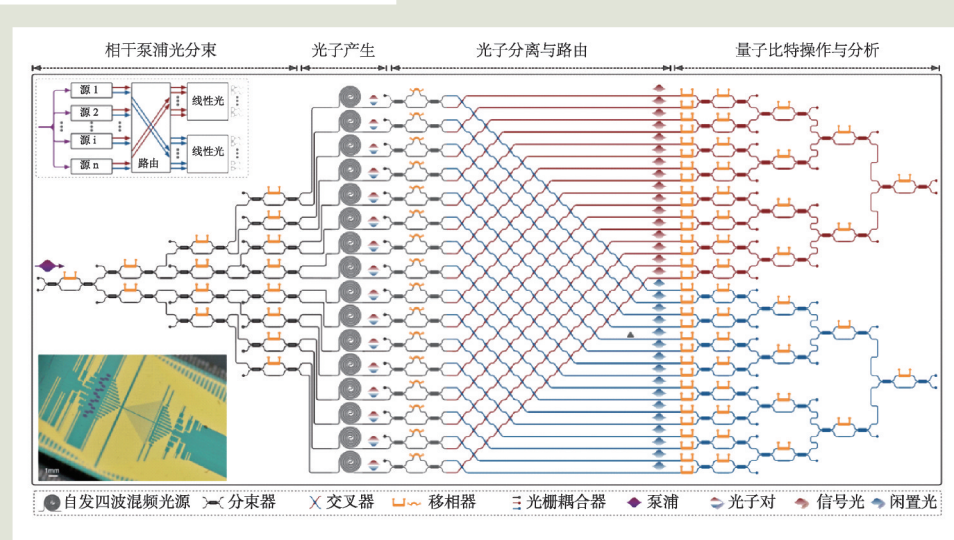 相干泵浦光分束
光子产生
光子分离与路由
量子比特操作与分析
源 1
源 2
源 i
源 n
路由
线性光
线性光
1mm
自发四波混频光源
分束器
交叉器
移相器
光栅耦合器
泵浦
光子对
信号光
闲置光